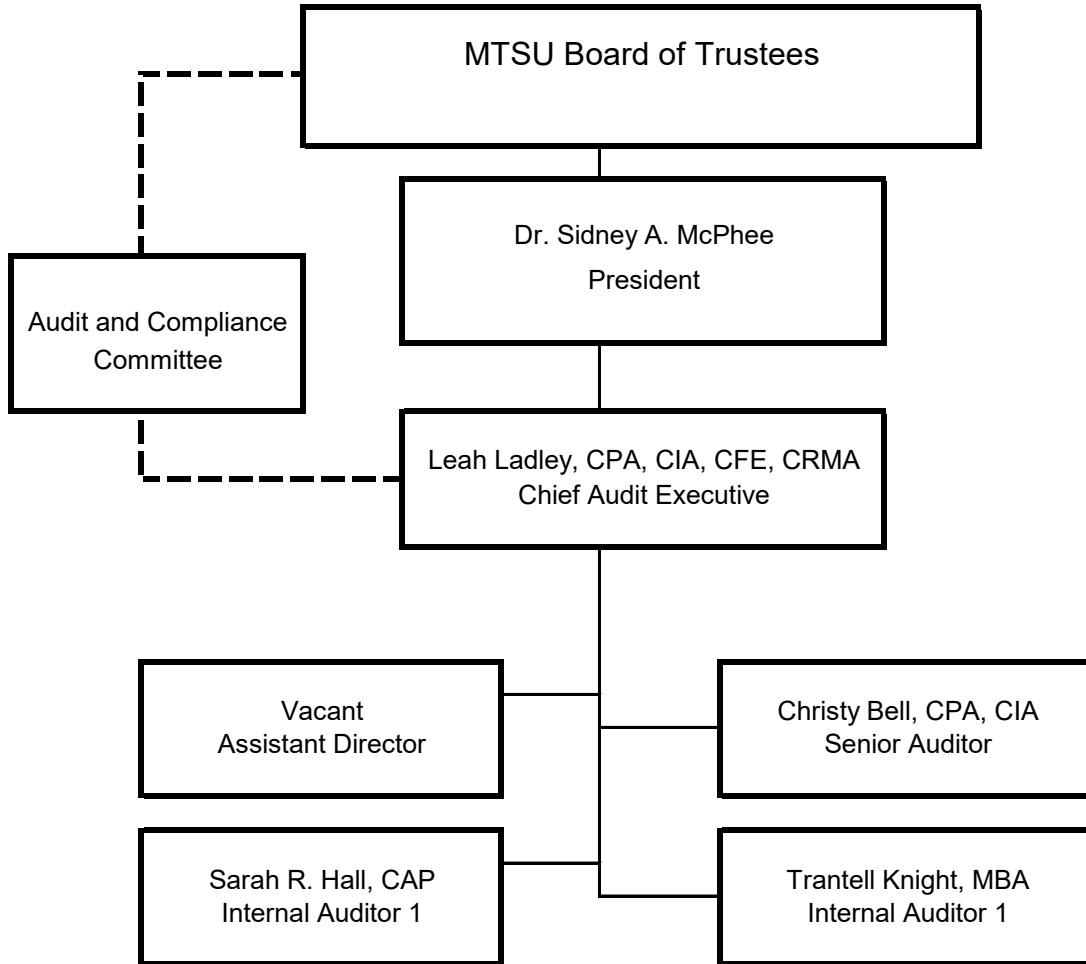 MTSU Board of Trustees
Dr. Sidney A. McPhee
President
Audit and Compliance
Committee
Leah Ladley, CPA, CIA, CFE, CRMA
Chief Audit Executive
Vacant
Assistant Director
Christy Bell, CPA, CIA
Senior Auditor
Sarah R. Hall, CAP
Internal Auditor 1
Trantell Knight, MBA
Internal Auditor 1